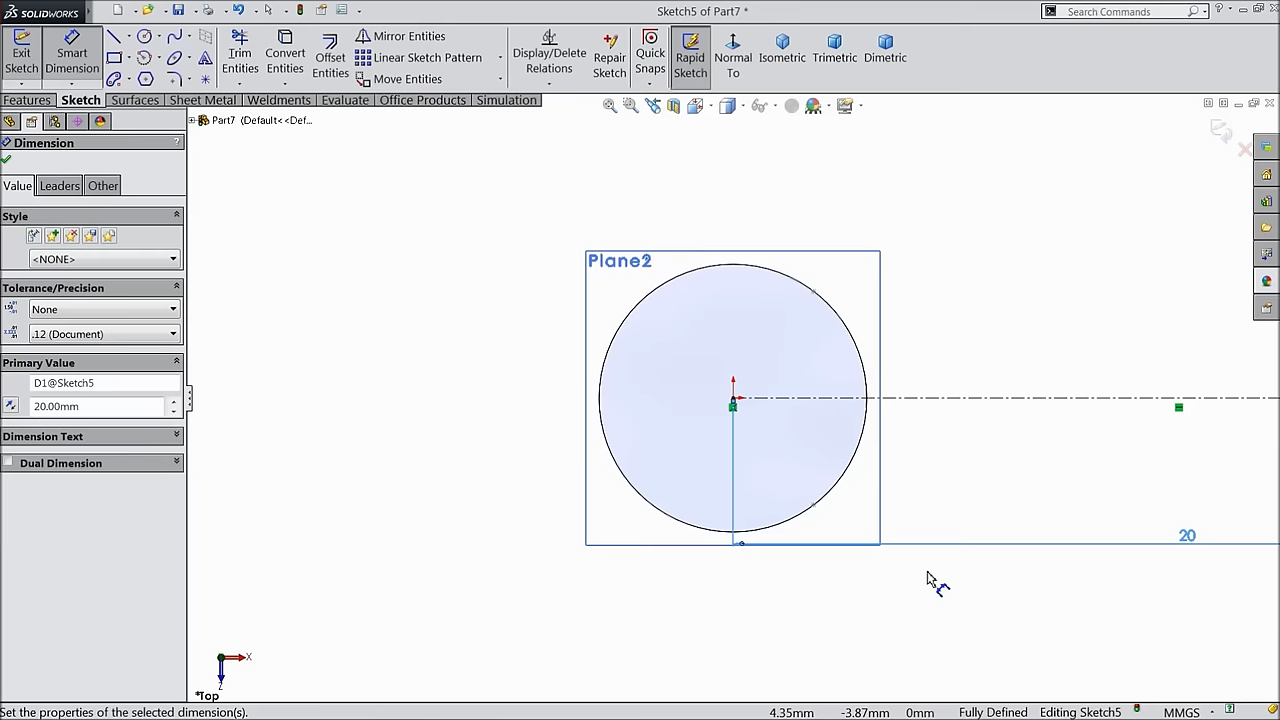 SOLIDWORKS
Sketch5 of Part7 *
Search Commands
Exit Sketch
Smart Dimension
Trim Entities
Convert Entities
Offset Entities
Mirror Entities
Linear Sketch Pattern
Move Entities
Display/Delete Relations
Repair Sketch
Quick Snaps
Rapid Sketch
Normal To
Isometric
Trimetric
Dimetric
Features
Sketch
Surfaces
Sheet Metal
Weldments
Evaluate
Office Products
Simulation
Part7 (Default<<Def...
Dimension
?
Value
Leaders
Other
Style
<NONE>
Tolerance/Precision
None
.12 (Document)
Primary Value
D1@Sketch5
20.00mm
Dimension Text
Dual Dimension
Plane2
20
X
Z
*Top
Set the properties of the selected dimension(s).
4.35mm
-3.87mm
0mm
Fully Defined
Editing Sketch5
MMGS